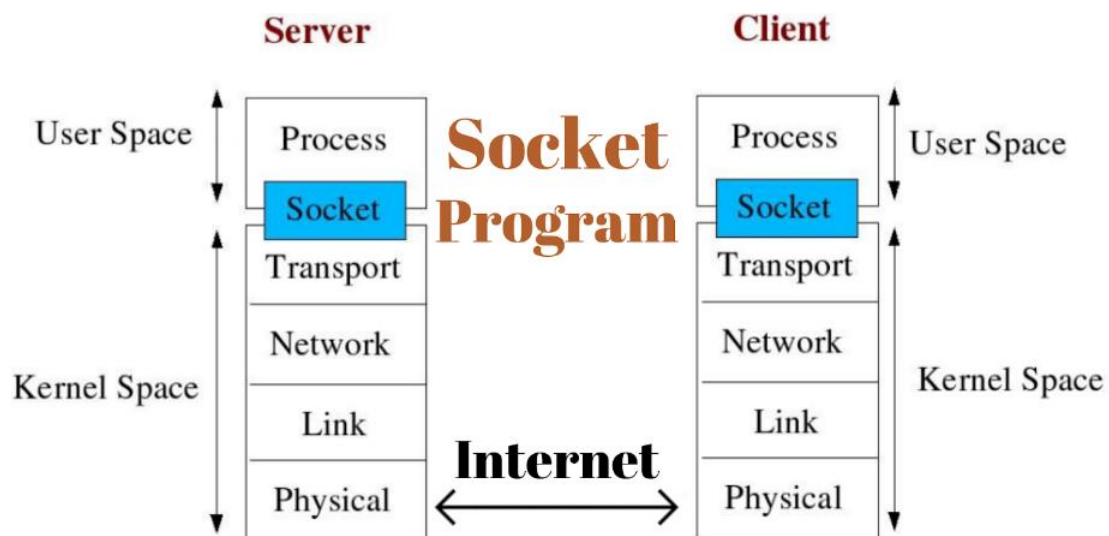 Server
Client
User Space
Process
Socket
Program
Process
User Space
Socket
Socket
Transport
Transport
Network
Network
Kernel Space
Kernel Space
Link
Link
Internet
Physical
Physical